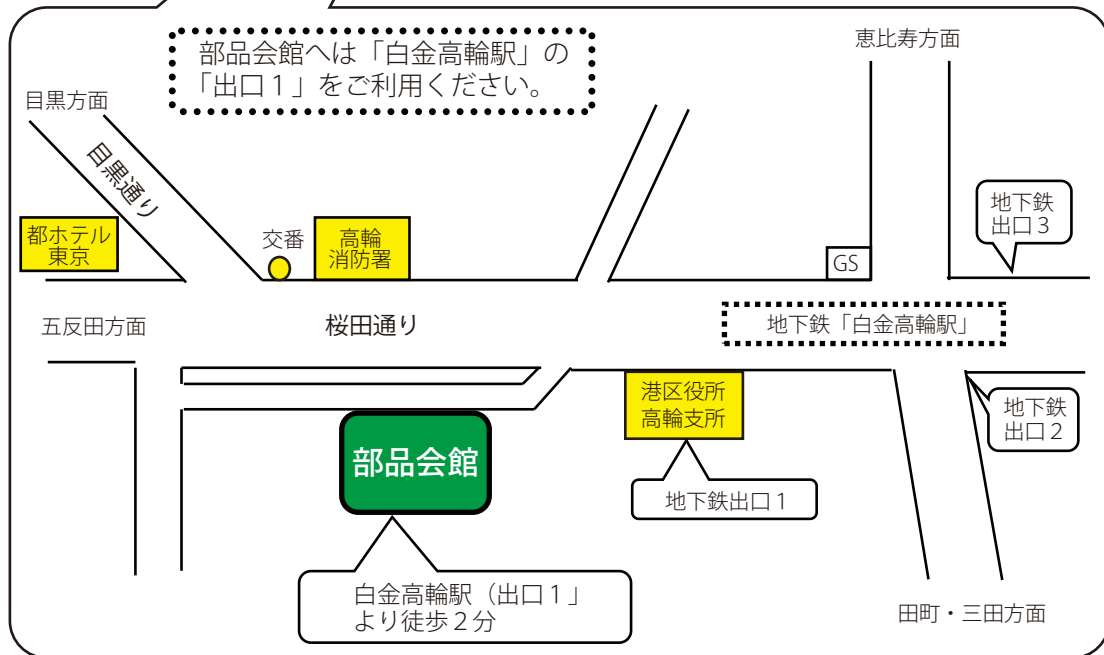 部品会館へは「白金高輪駅」の
「出口１」をご利用ください。
恵比寿方面
目黒方面
目黒通り
地下鉄
出口３
都ホテル
東京
交番
高輪
消防署
GS
五反田方面
桜田通り
地下鉄「白金高輪駅」
港区役所
高輪支所
地下鉄
出口２
部品会館
地下鉄出口１
白金高輪駅（出口１」
より徒歩２分
田町・三田方面